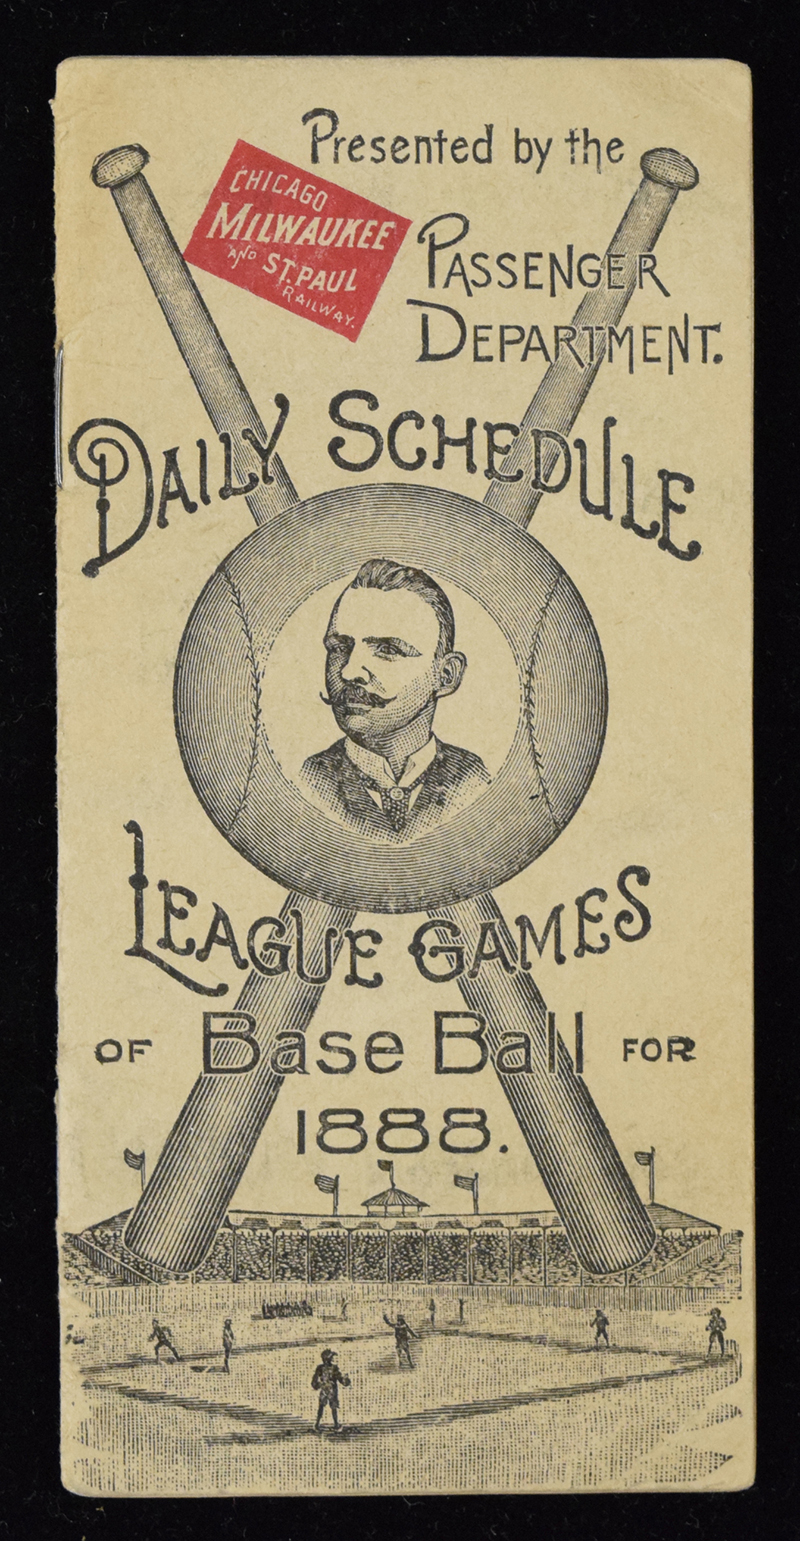 Presented by the
CHICAGO
MILWAUKEE
AND ST. PAUL
RAILWAY.
PASSENGER
DEPARTMENT.
DAILY SCHEDULE
LEAGUE GAMES
OF Base Ball FOR
1888.